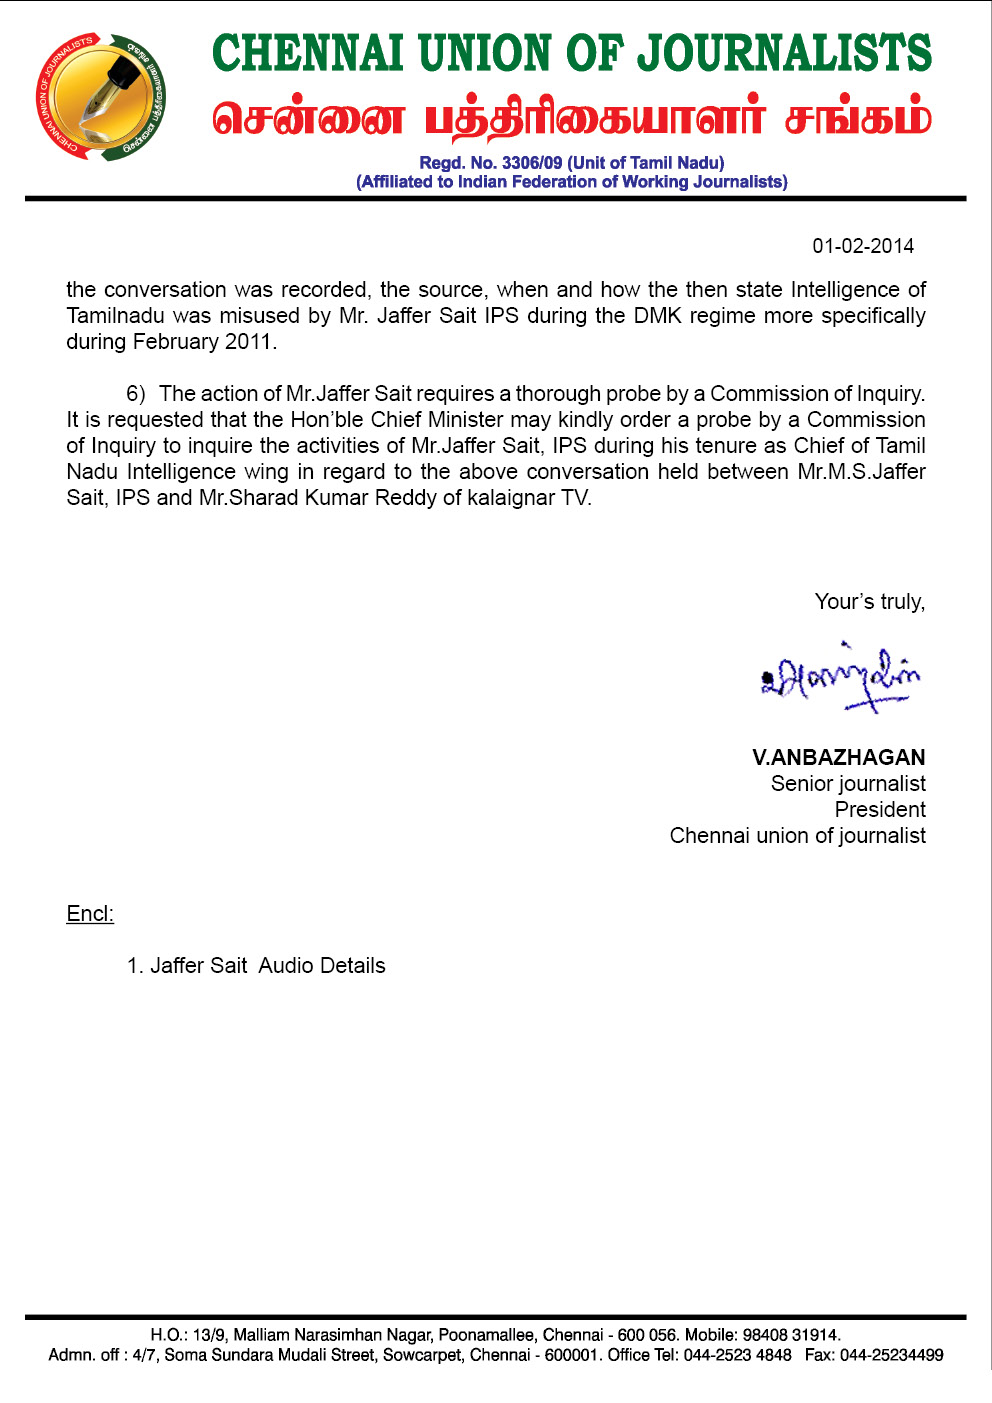 CHENNAI UNION OF JOURNALISTS
CHENNAI UNION OF JOURNALISTS
சென்னை பத்திரிகையாளர் சங்கம்
Regd. No. 3306/09 (Unit of Tamil Nadu)
(Affiliated to Indian Federation of Working Journalists)
01-02-2014
the conversation was recorded, the source, when and how the then state Intelligence of
Tamilnadu was misused by Mr. Jaffer Sait IPS during the DMK regime more specifically
during February 2011.
6) The action of Mr.Jaffer Sait requires a thorough probe by a Commission of Inquiry.
It is requested that the Hon’ble Chief Minister may kindly order a probe by a Commission
of Inquiry to inquire the activities of Mr.Jaffer Sait, IPS during his tenure as Chief of Tamil
Nadu Intelligence wing in regard to the above conversation held between Mr.M.S.Jaffer
Sait, IPS and Mr.Sharad Kumar Reddy of kalaignar TV.
Your’s truly,
V.ANBAZHAGAN
Senior journalist
President
Chennai union of journalist
Encl:
1. Jaffer Sait Audio Details
H.O.: 13/9, Malliam Narasimhan Nagar, Poonamallee, Chennai - 600 056. Mobile: 98408 31914.
Admn. off : 4/7, Soma Sundara Mudali Street, Sowcarpet, Chennai - 600001. Office Tel: 044-2523 4848 Fax: 044-25234499